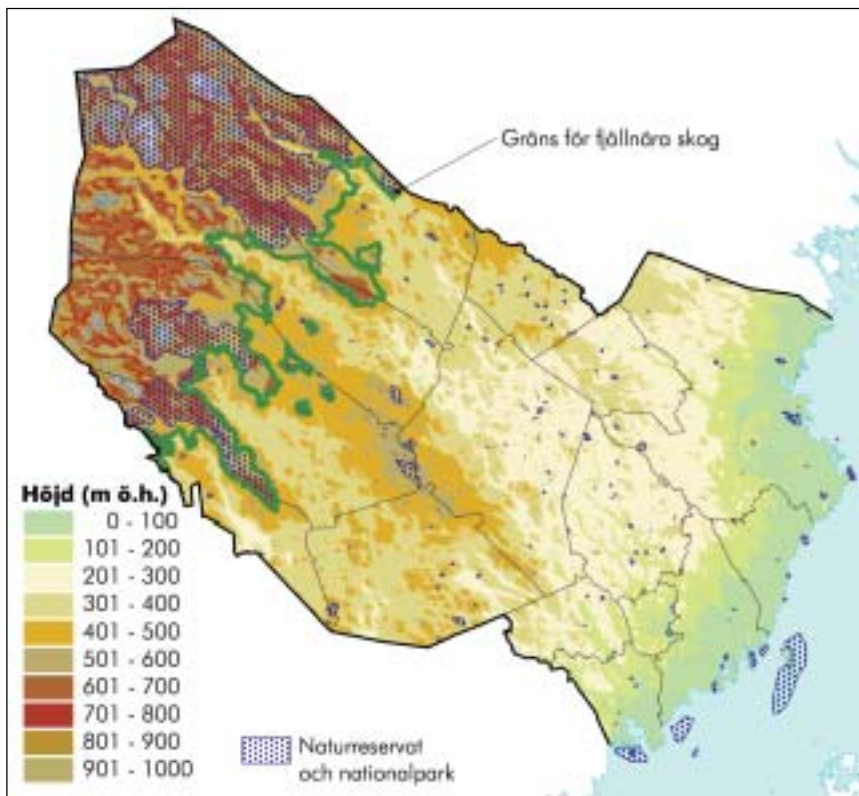 Gräns för fjällnära skog
Höjd (m ö.h.)
0 - 100
101 - 200
201 - 300
301 - 400
401 - 500
501 - 600
601 - 700
701 - 800
801 - 900
901 - 1000
Naturreservat
och nationalpark